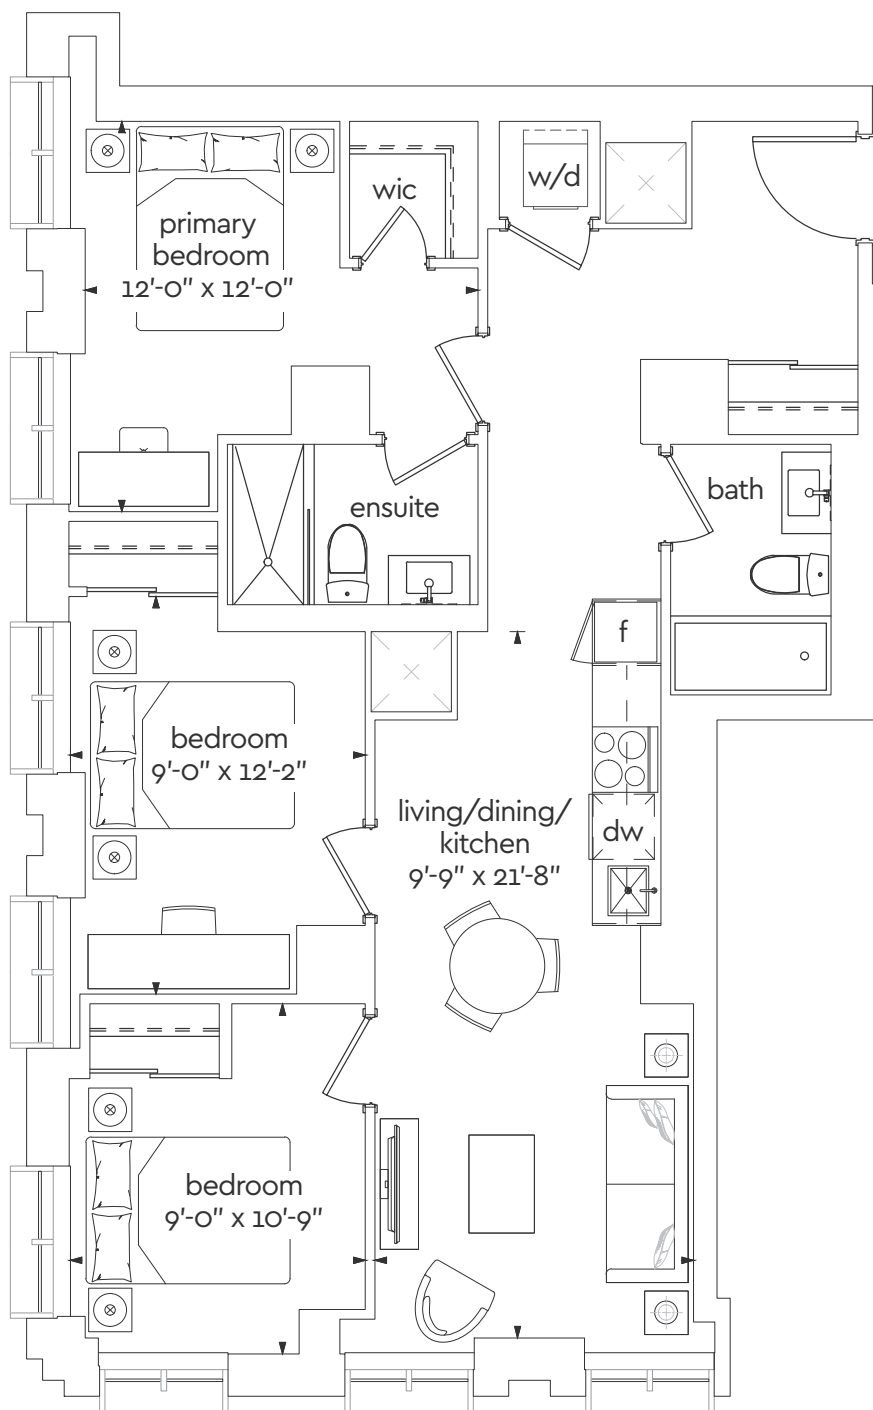 wic
w/d
primary
bedroom
12'-0" x 12'-0"
ensuite
bath
f
bedroom
9'-0" x 12'-2"
living/dining/
kitchen
9'-9" x 21'-8"
dw
bedroom
9'-0" x 10'-9"